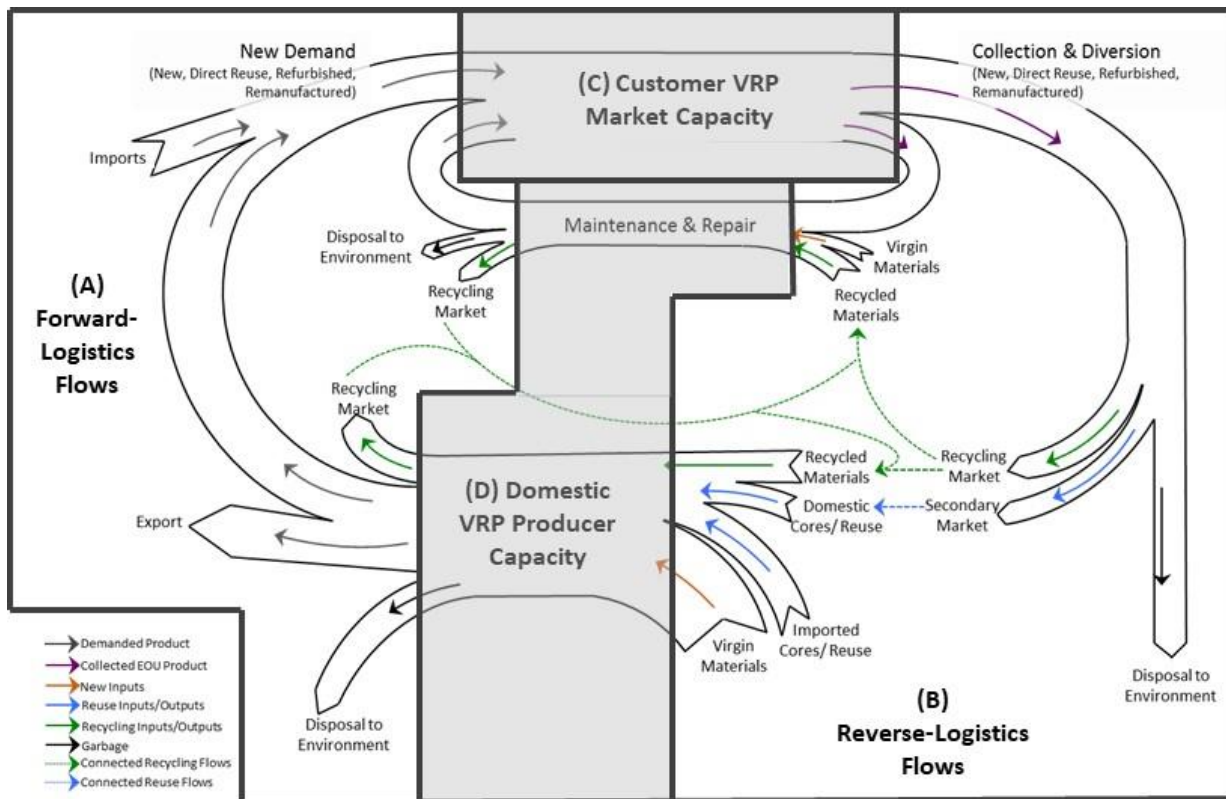 New Demand
(New, Direct Reuse, Refurbished,
Remanufactured)
Collection & Diversion
(New, Direct Reuse, Refurbished,
Remanufactured)
(C) Customer VRP
Market Capacity
Imports
Maintenance & Repair
Disposal to
Environment
Recycling
Market
Virgin
Materials
Recycled
Materials
(A)
Forward-
Logistics
Flows
Recycling
Market
Recycled
Materials
Recycling
Market
(D) Domestic
VRP Producer
Capacity
Domestic
Cores/Reuse
Secondary
Market
Export
Virgin
Materials
Imported
Cores/Reuse
Disposal to
Environment
Disposal to
Environment
(B)
Reverse-Logistics
Flows
Demanded Product
Collected EOU Product
New Inputs
Reuse Inputs/Outputs
Recycling Inputs/Outputs
Garbage
Connected Recycling Flows
Connected Reuse Flows